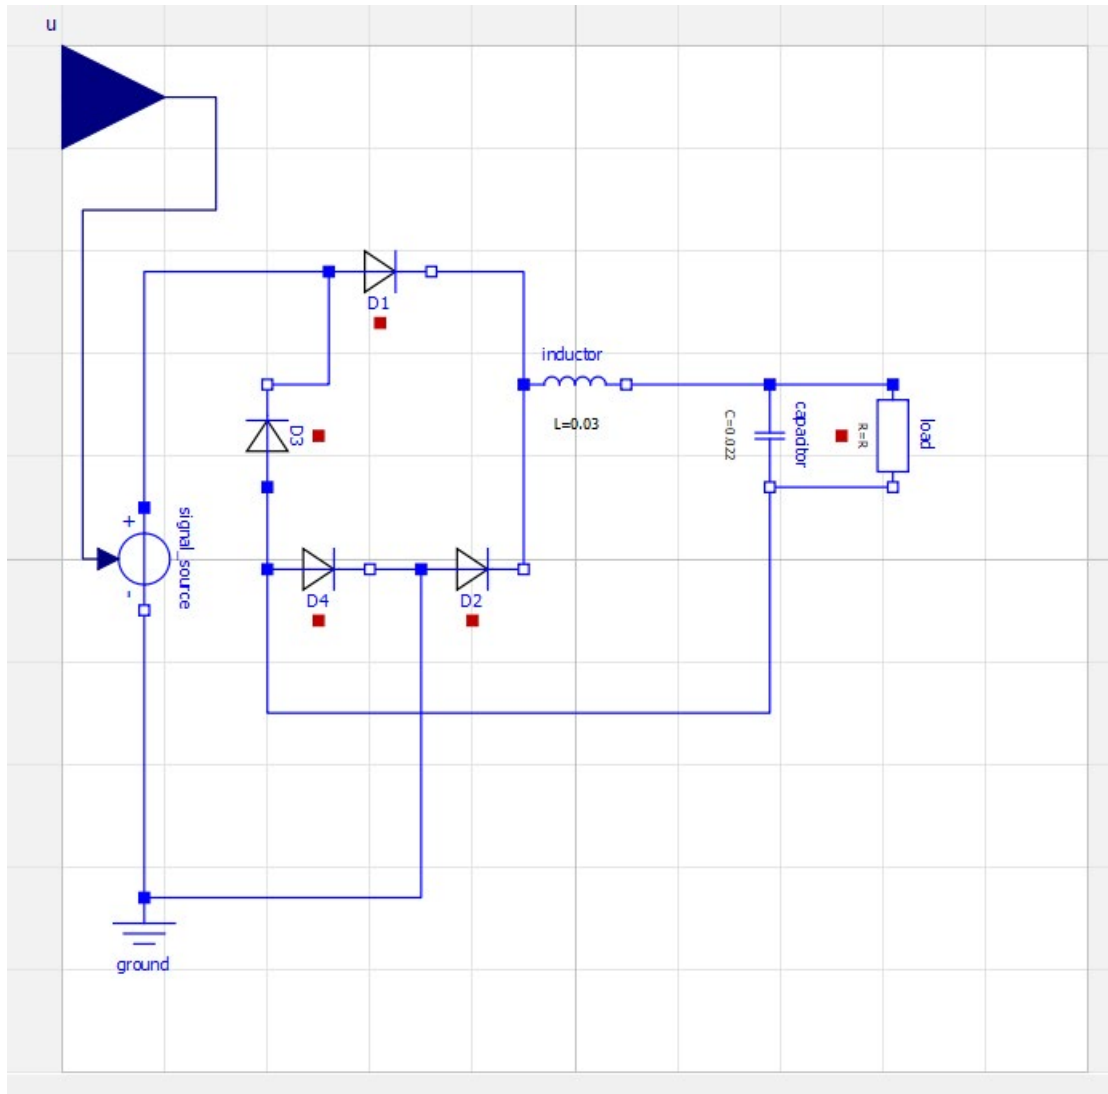 u
D1
inductor
L=0.03
C=0.022
capacitor
R=R
load
D3
+
signal_source
-
D4
D2
ground